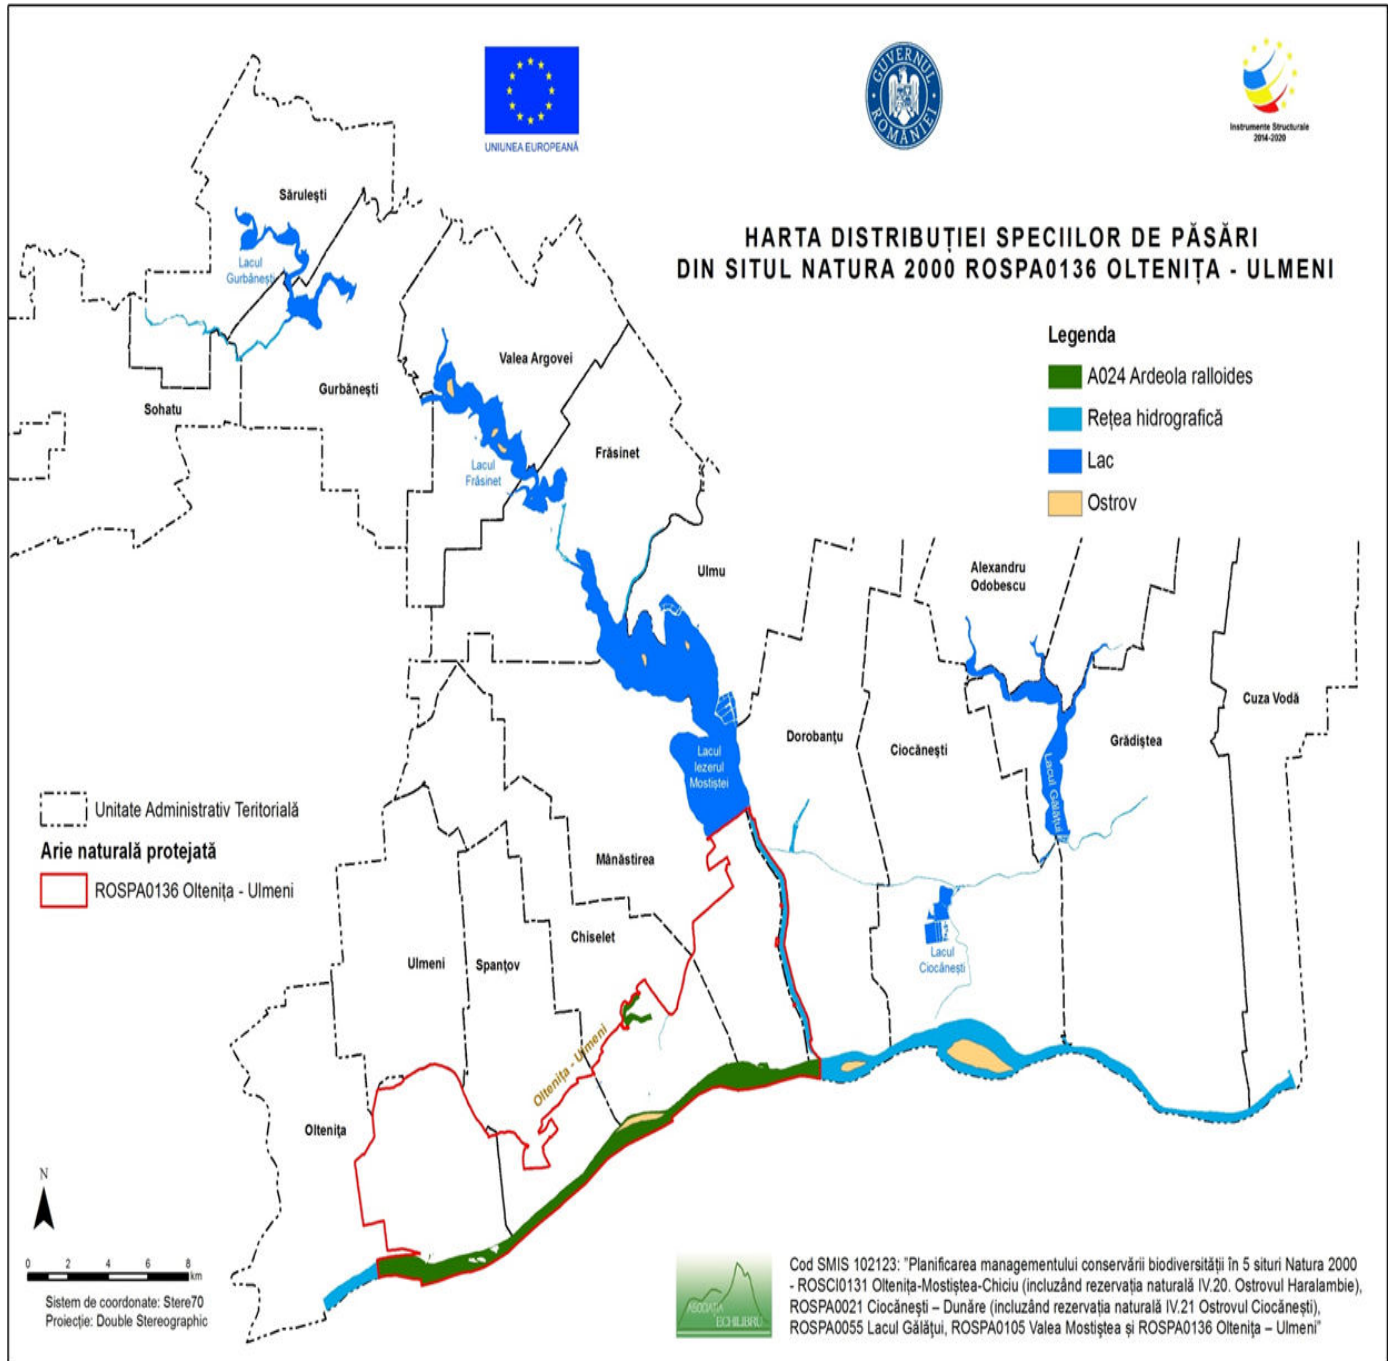 UNIUNEA EUROPEANĂ
GUVERNUL ROMÂNIEI
Instrumente Structurale
2014-2020
HARTA DISTRIBUȚIEI SPECIILOR DE PĂSĂRI
DIN SITUL NATURA 2000 ROSPA0136 OLTENIȚA - ULMENI
Legenda
A024 Ardeola ralloides
Rețea hidrografică
Lac
Ostrov
Sărulești
Lacul
Gurbănești
Sohatu
Gurbănești
Valea Argovei
Lacul
Frăsinet
Frăsinet
Ulmu
Alexandru
Odobescu
Cuza Vodă
Dorobanțu
Ciocănești
Grădiștea
Lacul
Iezerul
Mostiștei
Lacul Gălățui
Unitate Administrativ Teritorială
Arie naturală protejată
ROSPA0136 Oltenița - Ulmeni
Mânăstirea
Chiselet
Ulmeni
Spanțov
Lacul
Ciocănești
Oltenița - Ulmeni
Oltenița
N
0 2 4 6 8
km
Sistem de coordonate: Stere70
Proiecție: Double Stereographic
ASOCIAȚIA
ECHILIBRU
Cod SMIS 102123: "Planificarea managementului conservării biodiversității în 5 situri Natura 2000
- ROSCI0131 Oltenița-Mostiștea-Chiciu (incluzând rezervația naturală IV.20. Ostrovul Haralambie),
ROSPA0021 Ciocănești – Dunăre (incluzând rezervația naturală IV.21 Ostrovul Ciocănești),
ROSPA0055 Lacul Gălățui, ROSPA0105 Valea Mostiștea și ROSPA0136 Oltenița – Ulmeni"